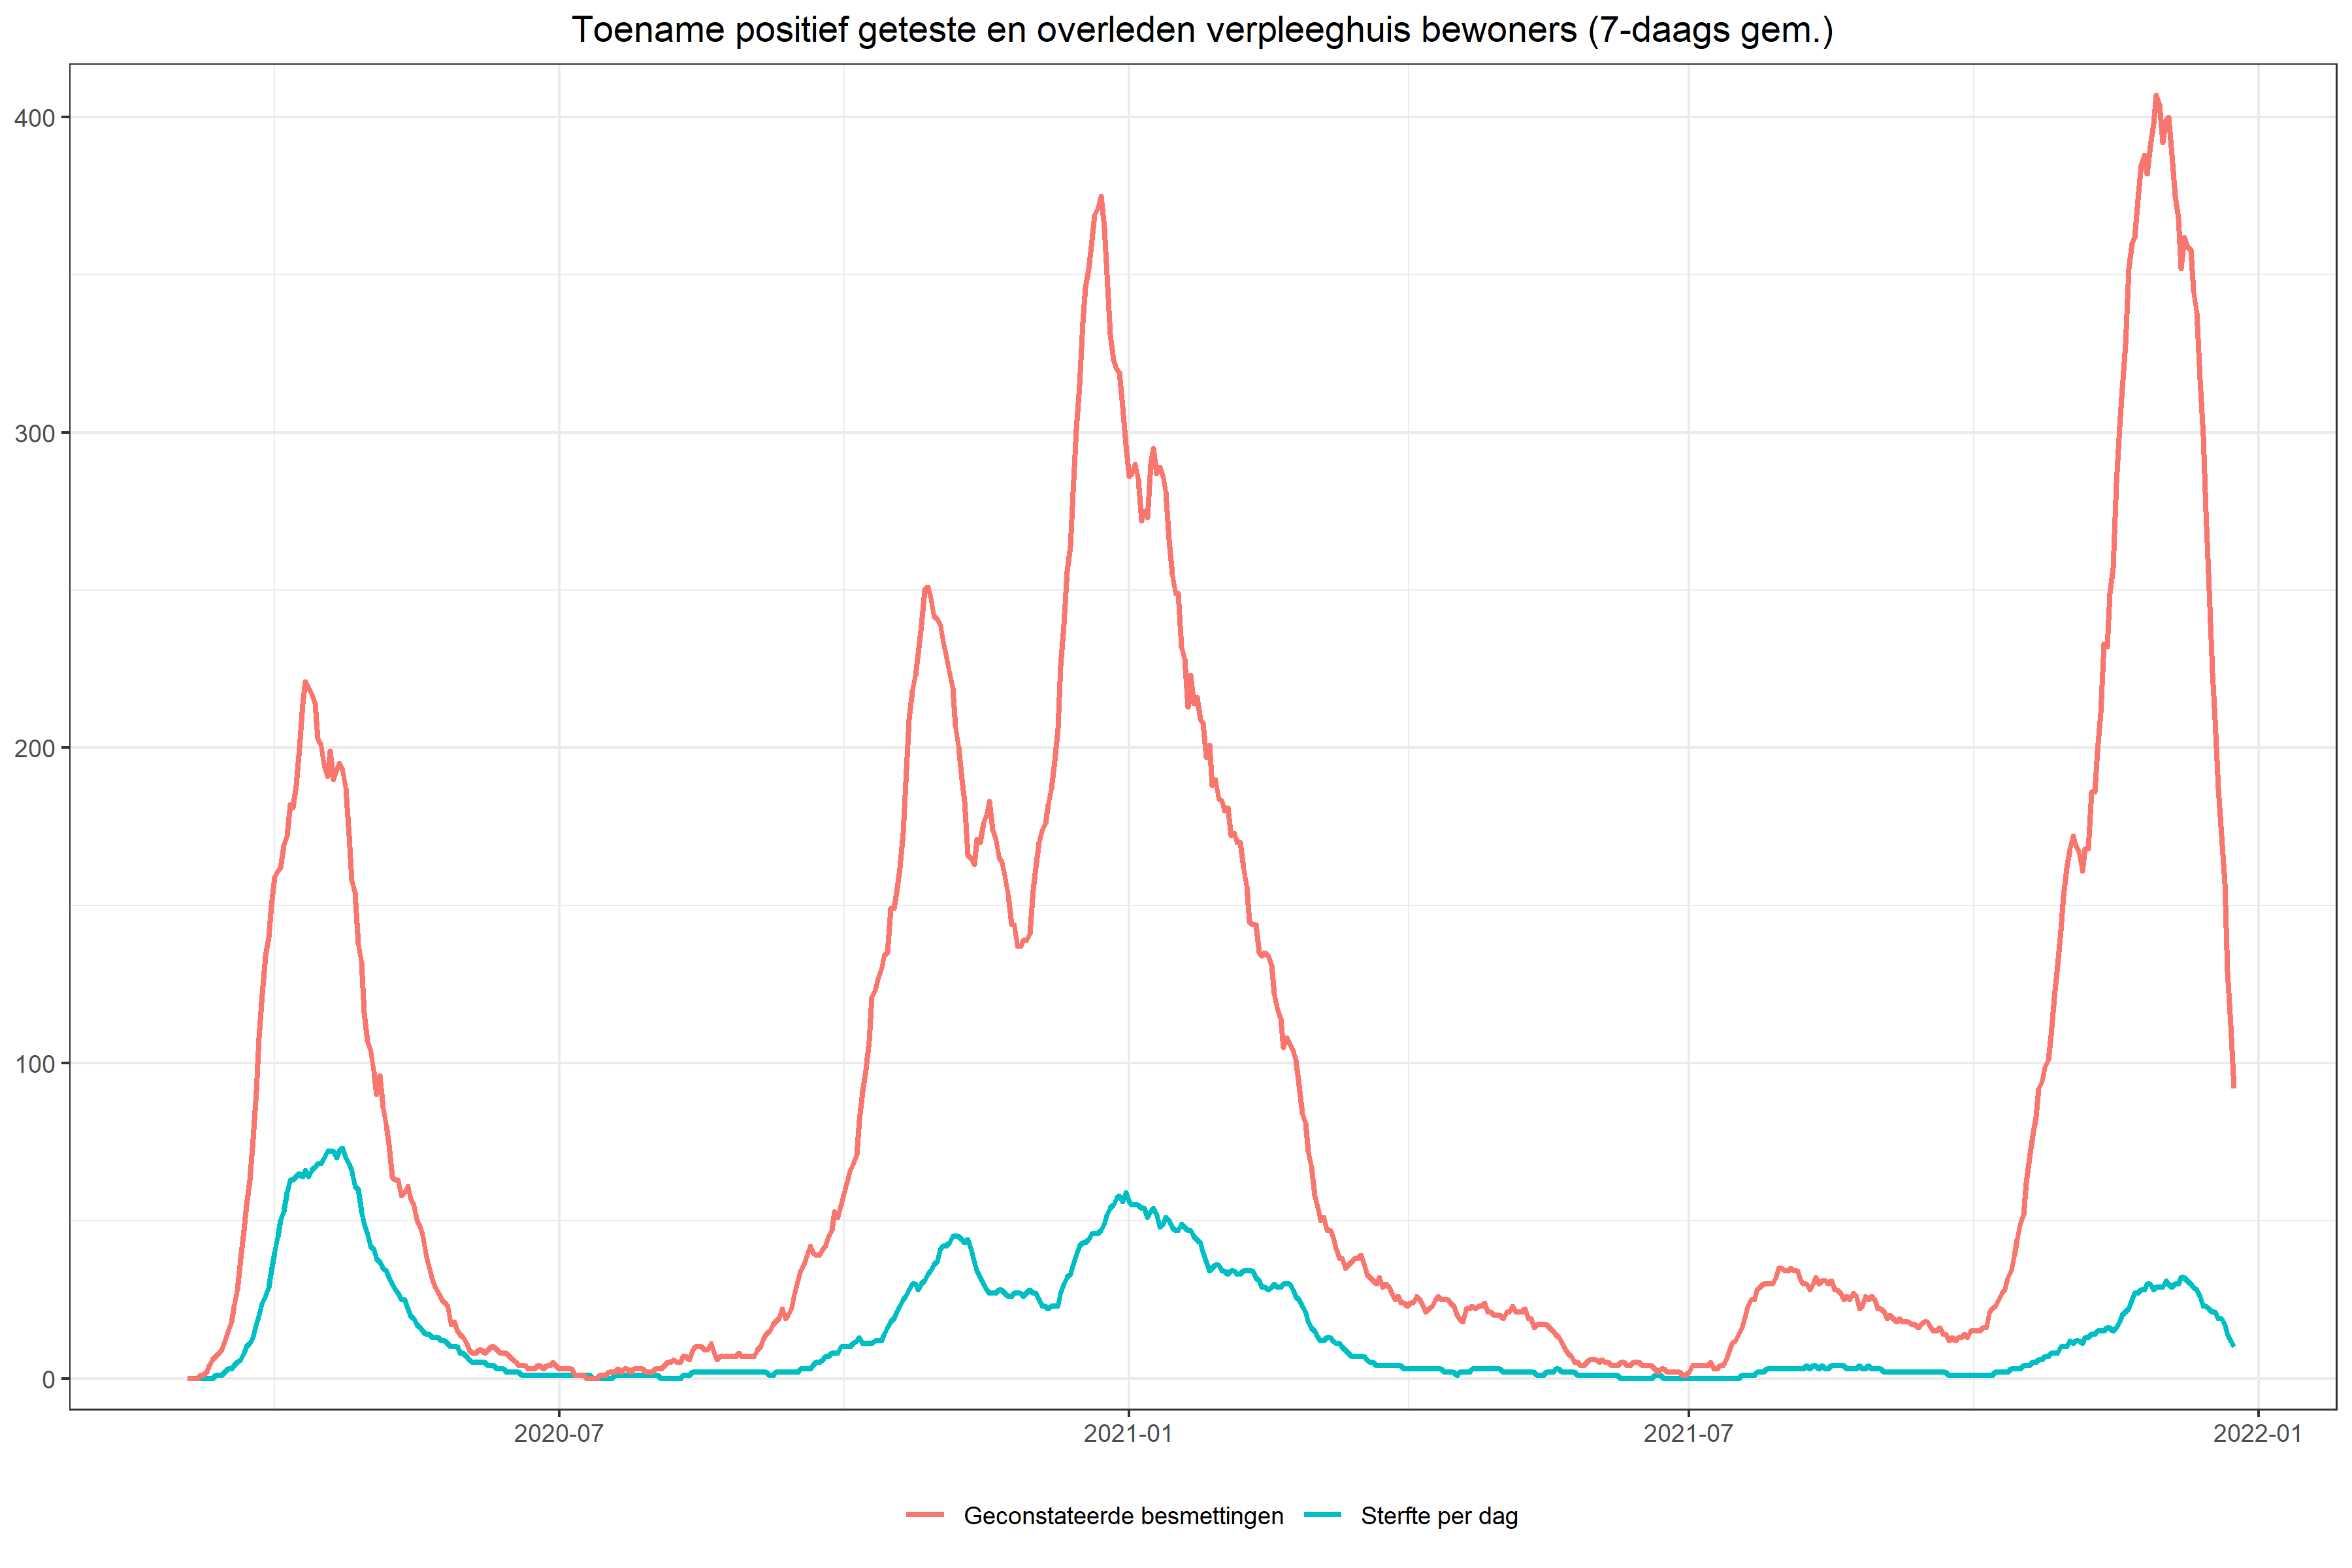 Toename positief geteste en overleden verpleeghuis bewoners (7-daags gem.)
400
300
200
100
0
2020-07 2021-01 2021-07 2022-01
Geconstateerde besmettingen Sterfte per dag